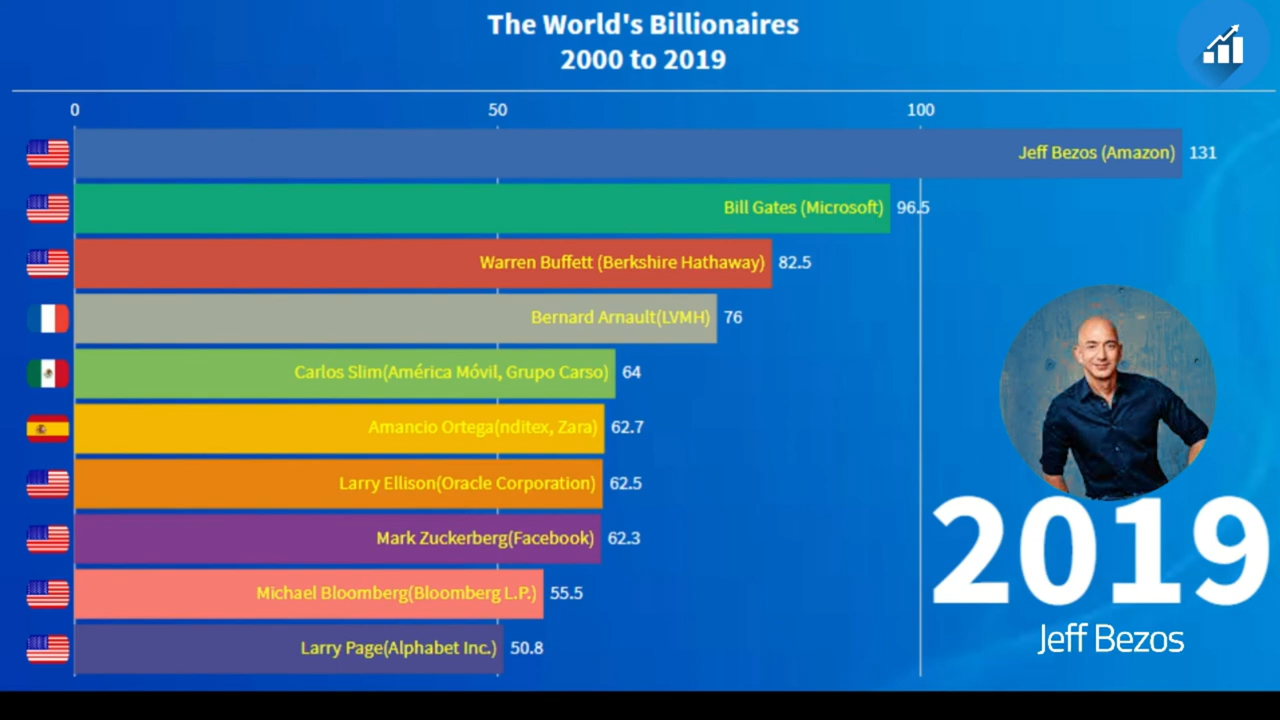 The World's Billionaires
2000 to 2019
0 50 100
Jeff Bezos (Amazon) 131
Bill Gates (Microsoft) 96.5
Warren Buffett (Berkshire Hathaway) 82.5
Bernard Arnault(LVMH) 76
Carlos Slim(América Móvil, Grupo Carso) 64
Amancio Ortega(nditex, Zara) 62.7
Larry Ellison(Oracle Corporation) 62.5
Mark Zuckerberg(Facebook) 62.3
Michael Bloomberg(Bloomberg L.P.) 55.5
Larry Page(Alphabet Inc.) 50.8
2019
Jeff Bezos